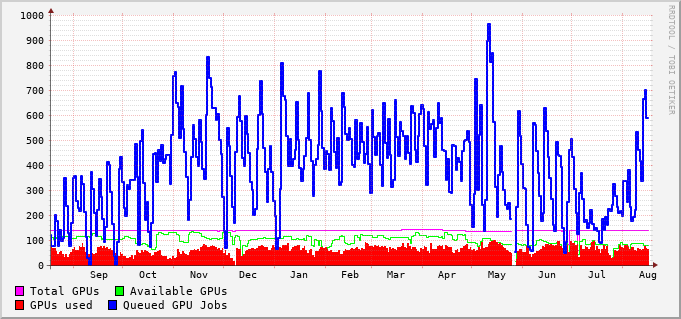 1000
900
800
700
600
500
400
300
200
100
0
Sep Oct Nov Dec Jan Feb Mar Apr May Jun Jul Aug
Total GPUs Available GPUs
GPUs used Queued GPU Jobs
RRDTOOL / TOBI OETIKER